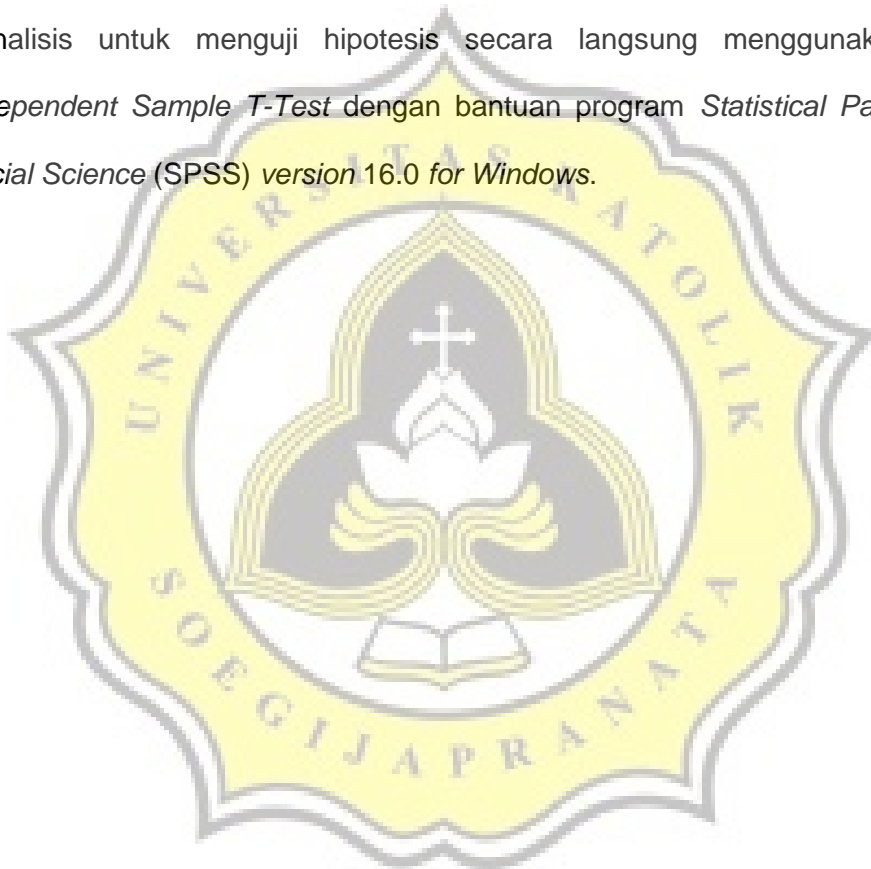 nalisis untuk menguji hipotesis secara langsung menggunak
ependent Sample T-Test dengan bantuan program Statistical Pa
cial Science (SPSS) version 16.0 for Windows.
UNIVERSITAS KATOLIK
SOEGIJAPRANATA